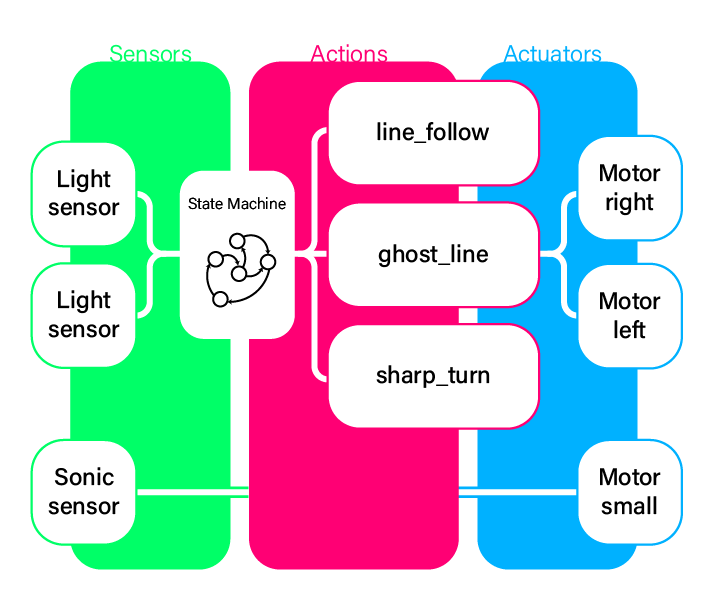 Sensors
Actions
Actuators
Light
sensor
Light
sensor
Sonic
sensor
State Machine
line_follow
ghost_line
sharp_turn
Motor
right
Motor
left
Motor
small